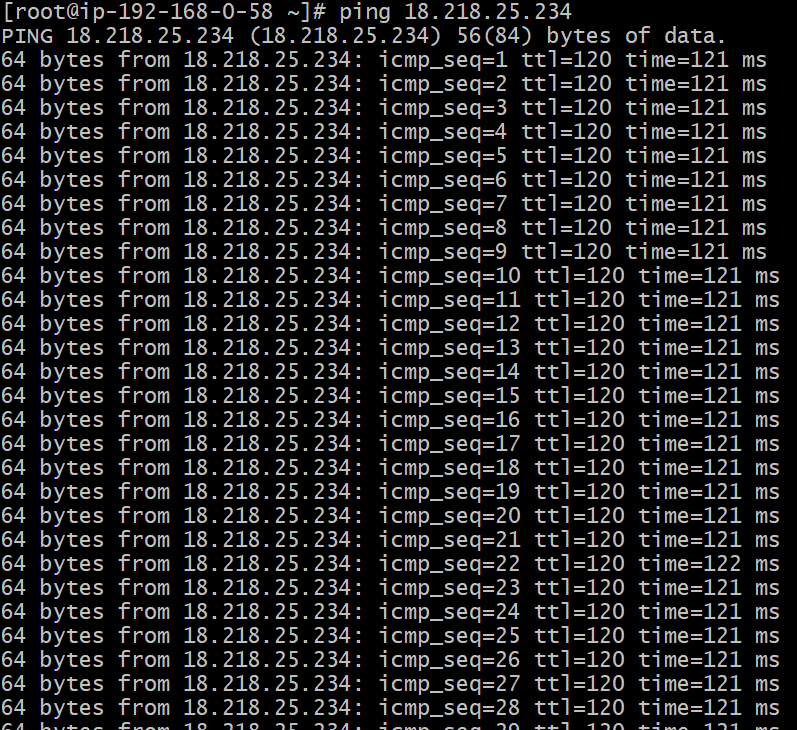 [root@ip-192-168-0-58 ~]# ping 18.218.25.234
PING 18.218.25.234 (18.218.25.234) 56(84) bytes of data.
64 bytes from 18.218.25.234: icmp_seq=1 ttl=120 time=121 ms
64 bytes from 18.218.25.234: icmp_seq=2 ttl=120 time=121 ms
64 bytes from 18.218.25.234: icmp_seq=3 ttl=120 time=121 ms
64 bytes from 18.218.25.234: icmp_seq=4 ttl=120 time=121 ms
64 bytes from 18.218.25.234: icmp_seq=5 ttl=120 time=121 ms
64 bytes from 18.218.25.234: icmp_seq=6 ttl=120 time=121 ms
64 bytes from 18.218.25.234: icmp_seq=7 ttl=120 time=121 ms
64 bytes from 18.218.25.234: icmp_seq=8 ttl=120 time=121 ms
64 bytes from 18.218.25.234: icmp_seq=9 ttl=120 time=121 ms
64 bytes from 18.218.25.234: icmp_seq=10 ttl=120 time=121 ms
64 bytes from 18.218.25.234: icmp_seq=11 ttl=120 time=121 ms
64 bytes from 18.218.25.234: icmp_seq=12 ttl=120 time=121 ms
64 bytes from 18.218.25.234: icmp_seq=13 ttl=120 time=121 ms
64 bytes from 18.218.25.234: icmp_seq=14 ttl=120 time=121 ms
64 bytes from 18.218.25.234: icmp_seq=15 ttl=120 time=121 ms
64 bytes from 18.218.25.234: icmp_seq=16 ttl=120 time=121 ms
64 bytes from 18.218.25.234: icmp_seq=17 ttl=120 time=121 ms
64 bytes from 18.218.25.234: icmp_seq=18 ttl=120 time=121 ms
64 bytes from 18.218.25.234: icmp_seq=19 ttl=120 time=121 ms
64 bytes from 18.218.25.234: icmp_seq=20 ttl=120 time=121 ms
64 bytes from 18.218.25.234: icmp_seq=21 ttl=120 time=121 ms
64 bytes from 18.218.25.234: icmp_seq=22 ttl=120 time=122 ms
64 bytes from 18.218.25.234: icmp_seq=23 ttl=120 time=121 ms
64 bytes from 18.218.25.234: icmp_seq=24 ttl=120 time=121 ms
64 bytes from 18.218.25.234: icmp_seq=25 ttl=120 time=121 ms
64 bytes from 18.218.25.234: icmp_seq=26 ttl=120 time=121 ms
64 bytes from 18.218.25.234: icmp_seq=27 ttl=120 time=121 ms
64 bytes from 18.218.25.234: icmp_seq=28 ttl=120 time=121 ms